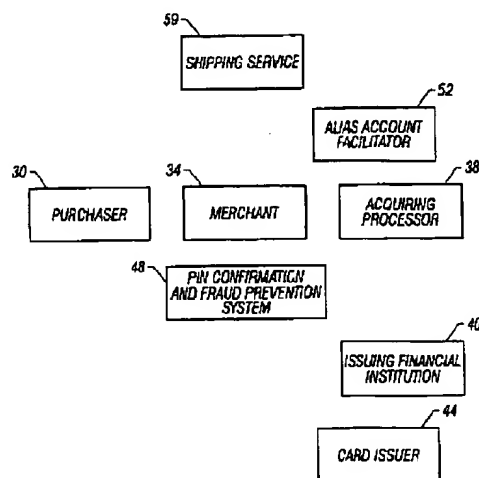 59
SHIPPING SERVICE
52
ALIAS ACCOUNT
FACILITATOR
30
PURCHASER
34
MERCHANT
38
ACQUIRING
PROCESSOR
48
PIN CONFIRMATION
AND FRAUD PREVENTION
SYSTEM
40
ISSUING FINANCIAL
INSTITUTION
44
CARD ISSUER